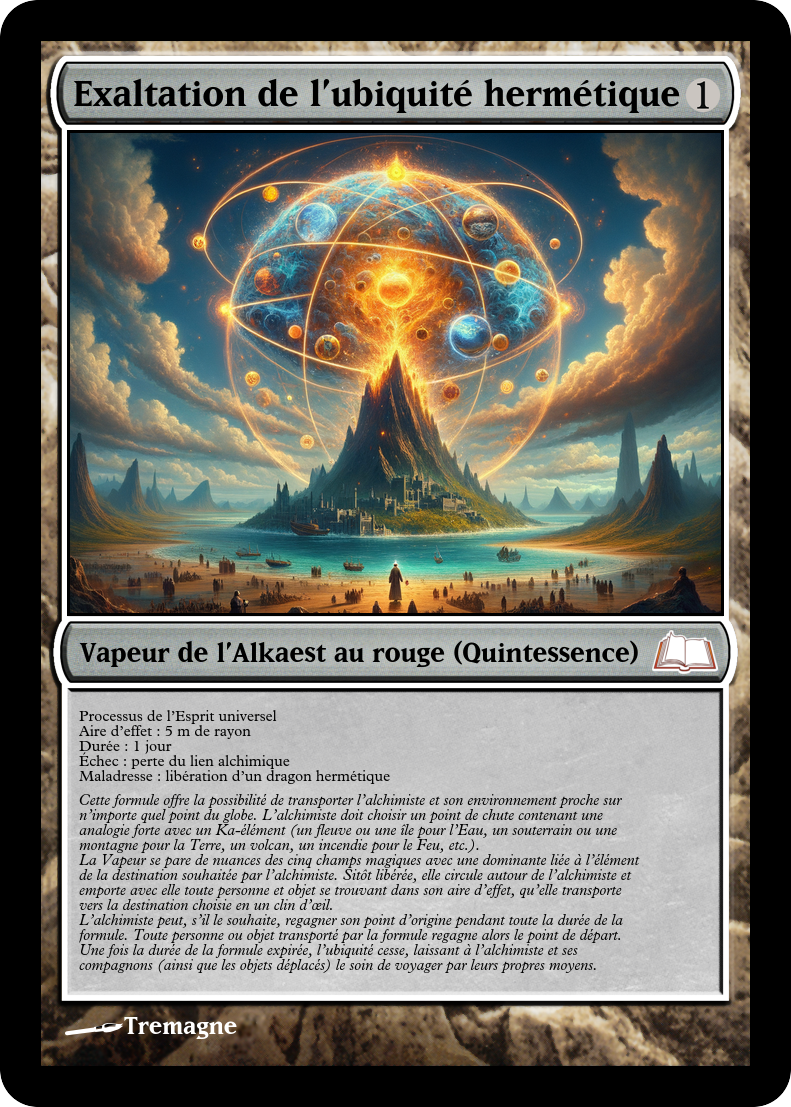 Exaltation de l'ubiquité hermétique 1
Vapeur de l'Alkaest au rouge (Quintessence)
Processus de l'Esprit universel
Aire d'effet : 5 m de rayon
Durée : 1 jour
Échec : perte du lien alchimique
Maladresse : libération d'un dragon hermétique
Cette formule offre la possibilité de transporter l'alchimiste et son environnement proche sur
n'importe quel point du globe. L'alchimiste doit choisir un point de chute contenant une
analogie forte avec un Ka-élément (un fleuve ou une île pour l'Eau, un souterrain ou une
montagne pour la Terre, un volcan, un incendie pour le Feu, etc.).
La Vapeur se pare de nuances des cinq champs magiques avec une dominante liée à l'élément
de la destination souhaitée par l'alchimiste. Sitôt libérée, elle circule autour de l'alchimiste et
emporte avec elle toute personne et objet se trouvant dans son aire d'effet, qu'elle transporte
vers la destination choisie en un clin d'œil.
L'alchimiste peut, s'il le souhaite, regagner son point d'origine pendant toute la durée de la
formule. Toute personne ou objet transporté par la formule regagne alors le point de départ.
Une fois la durée de la formule expirée, l'ubiquité cesse, laissant à l'alchimiste et ses
compagnons (ainsi que les objets déplacés) le soin de voyager par leurs propres moyens.
Tremagne